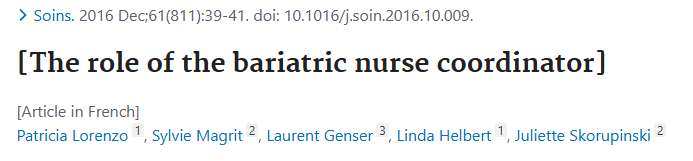 Soins. 2016 Dec;61(811):39-41. doi: 10.1016/j.soin.2016.10.009.
[The role of the bariatric nurse coordinator]
[Article in French]
Patricia Lorenzo 1, Sylvie Magrit 2, Laurent Genser 3, Linda Helbert 1, Juliette Skorupinski 2